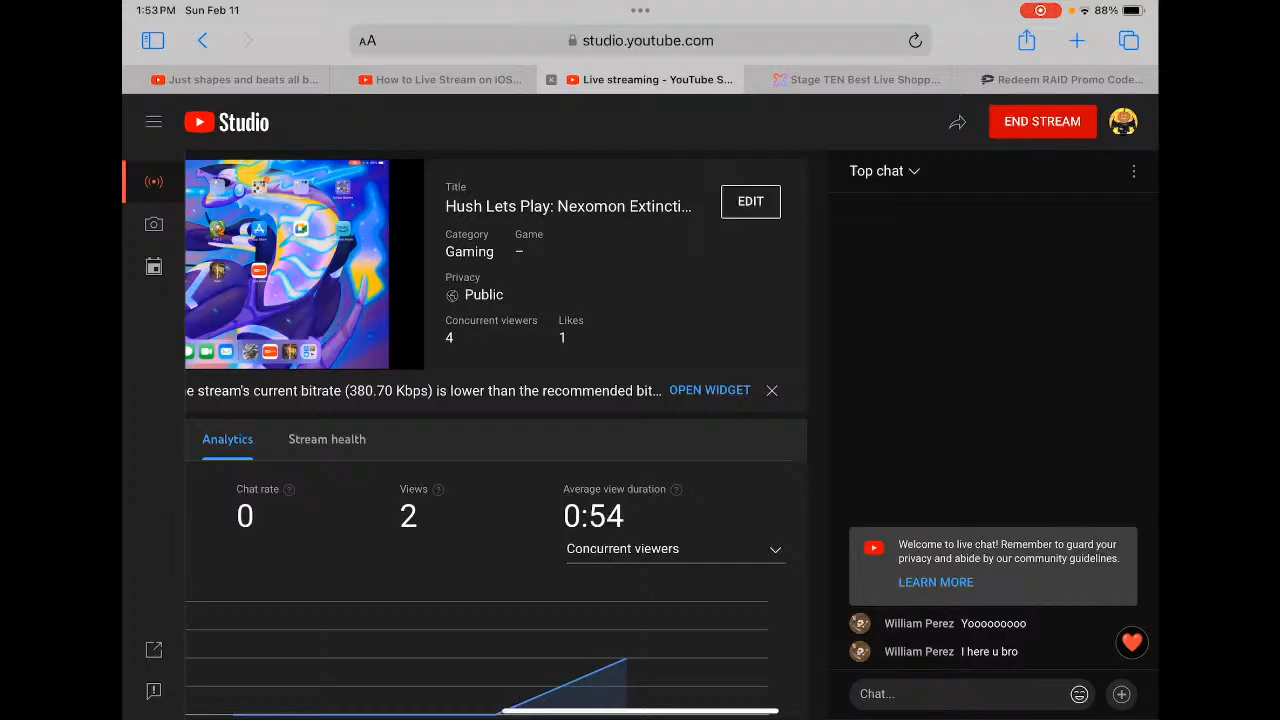 1:53 PM Sun Feb 11
88%
AA
studio.youtube.com
Just shapes and beats all b...
How to Live Stream on iOS...
Live streaming - YouTube S...
Stage TEN Best Live Shopp...
Redeem RAID Promo Code...
Studio
END STREAM
Title
Hush Lets Play: Nexomon Extincti...
EDIT
Category
Game
Gaming
–
Privacy
Public
Concurrent viewers
Likes
4
1
e stream's current bitrate (380.70 Kbps) is lower than the recommended bit...
OPEN WIDGET
Analytics
Stream health
Chat rate
Views
Average view duration
0
2
0:54
Concurrent viewers
Top chat
Welcome to live chat! Remember to guard your
privacy and abide by our community guidelines.
LEARN MORE
William Perez Yooooooooo
William Perez I here u bro
Chat...